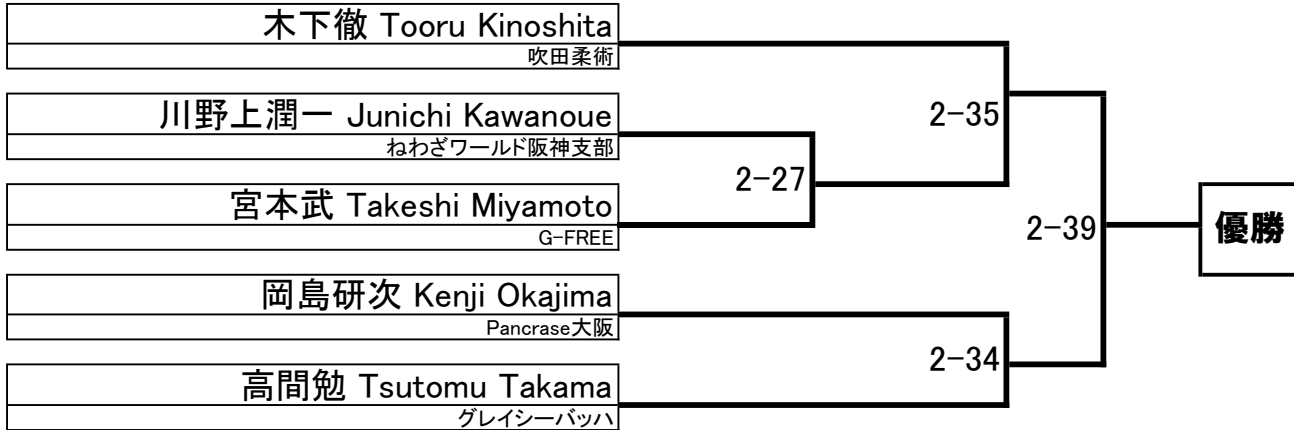 木下徹 Tooru Kinoshita
吹田柔術
川野上潤一 Junichi Kawanoue
ねわざワールド阪神支部
宮本武 Takeshi Miyamoto
G-FREE
岡島研次 Kenji Okajima
Pancrase大阪
高間勉 Tsutomu Takama
グレイシーバッハ
2-27
2-35
2-34
2-39
優勝